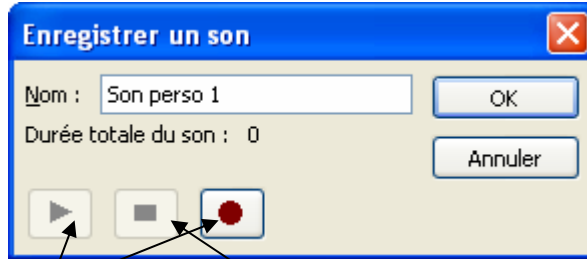 Enregistrer un son
Nom : Son perso 1
OK
Durée totale du son : 0
Annuler